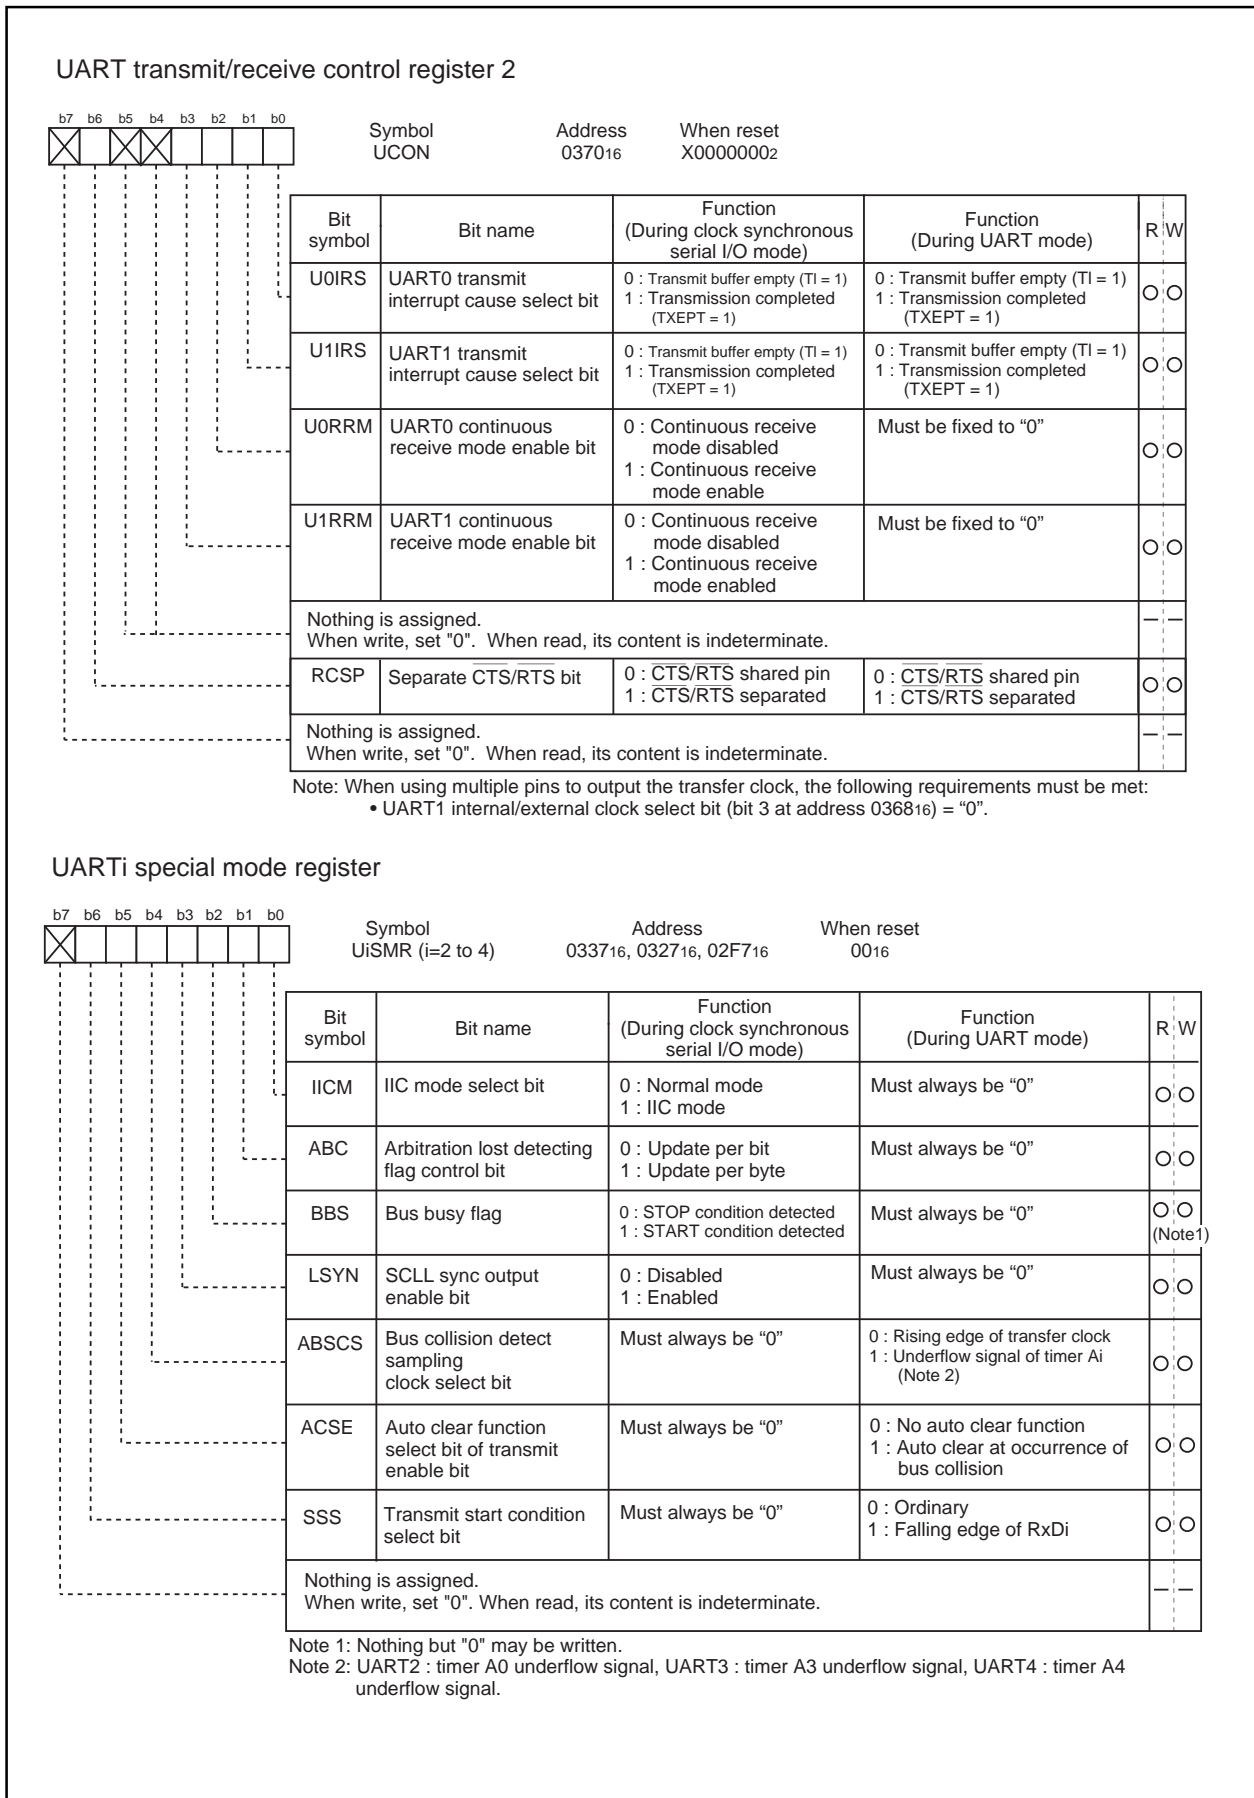 UART transmit/receive control register 2
b7 b6 b5 b4 b3 b2 b1 b0
Symbol Address When reset
UCON 037016 X00000002
Bit symbol Bit name Function (During clock synchronous serial I/O mode) Function (During UART mode) R W
U0IRS UART0 transmit interrupt cause select bit
0 : Transmit buffer empty (TI = 1)
1 : Transmission completed
(TXEPT = 1)
0 : Transmit buffer empty (TI = 1)
1 : Transmission completed
(TXEPT = 1)
U1IRS UART1 transmit interrupt cause select bit
0 : Transmit buffer empty (TI = 1)
1 : Transmission completed
(TXEPT = 1)
0 : Transmit buffer empty (TI = 1)
1 : Transmission completed
(TXEPT = 1)
U0RRM UART0 continuous receive mode enable bit
0 : Continuous receive
mode disabled
1 : Continuous receive
mode enable
Must be fixed to “0”
U1RRM UART1 continuous receive mode enable bit
0 : Continuous receive
mode disabled
1 : Continuous receive
mode enabled
Must be fixed to “0”
Nothing is assigned.
When write, set "0". When read, its content is indeterminate.
RCSP Separate CTS/RTS bit
0 : CTS/RTS shared pin
1 : CTS/RTS separated
0 : CTS/RTS shared pin
1 : CTS/RTS separated
Nothing is assigned.
When write, set "0". When read, its content is indeterminate.
Note: When using multiple pins to output the transfer clock, the following requirements must be met:
• UART1 internal/external clock select bit (bit 3 at address 036816) = “0”.
UARTi special mode register
b7 b6 b5 b4 b3 b2 b1 b0
Symbol Address When reset
UiSMR (i=2 to 4) 033716, 032716, 02F716 0016
Bit symbol Bit name Function (During clock synchronous serial I/O mode) Function (During UART mode) R W
IICM IIC mode select bit
0 : Normal mode
1 : IIC mode
Must always be “0”
ABC Arbitration lost detecting flag control bit
0 : Update per bit
1 : Update per byte
Must always be “0”
BBS Bus busy flag
0 : STOP condition detected
1 : START condition detected
Must always be “0”
(Note1)
LSYN SCLL sync output enable bit
0 : Disabled
1 : Enabled
Must always be “0”
ABSCS Bus collision detect sampling clock select bit
Must always be “0”
0 : Rising edge of transfer clock
1 : Underflow signal of timer Ai
(Note 2)
ACSE Auto clear function select bit of transmit enable bit
Must always be “0”
0 : No auto clear function
1 : Auto clear at occurrence of
bus collision
SSS Transmit start condition select bit
Must always be “0”
0 : Ordinary
1 : Falling edge of RxDi
Nothing is assigned.
When write, set "0". When read, its content is indeterminate.
Note 1: Nothing but "0" may be written.
Note 2: UART2 : timer A0 underflow signal, UART3 : timer A3 underflow signal, UART4 : timer A4
underflow signal.